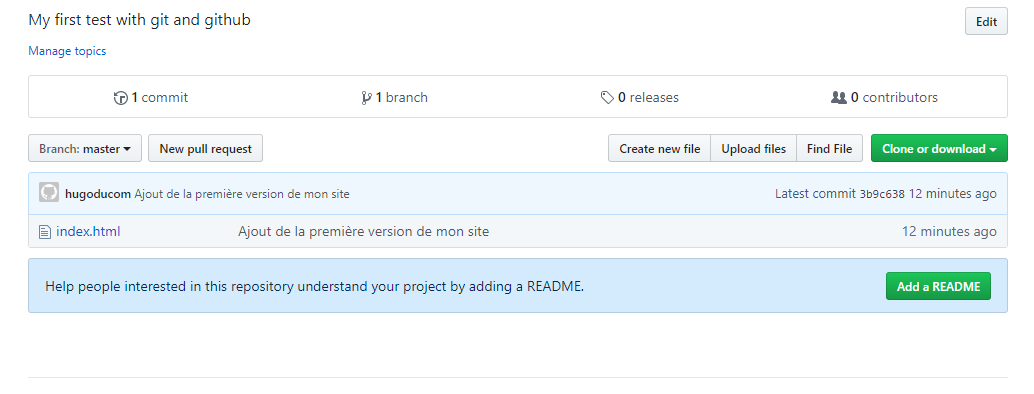 My first test with git and github
Edit
Manage topics
1 commit
1 branch
0 releases
0 contributors
Branch: master
New pull request
Create new file
Upload files
Find File
Clone or download
hugoducom Ajout de la première version de mon site
Latest commit 3b9c638 12 minutes ago
index.html
Ajout de la première version de mon site
12 minutes ago
Help people interested in this repository understand your project by adding a README.
Add a README